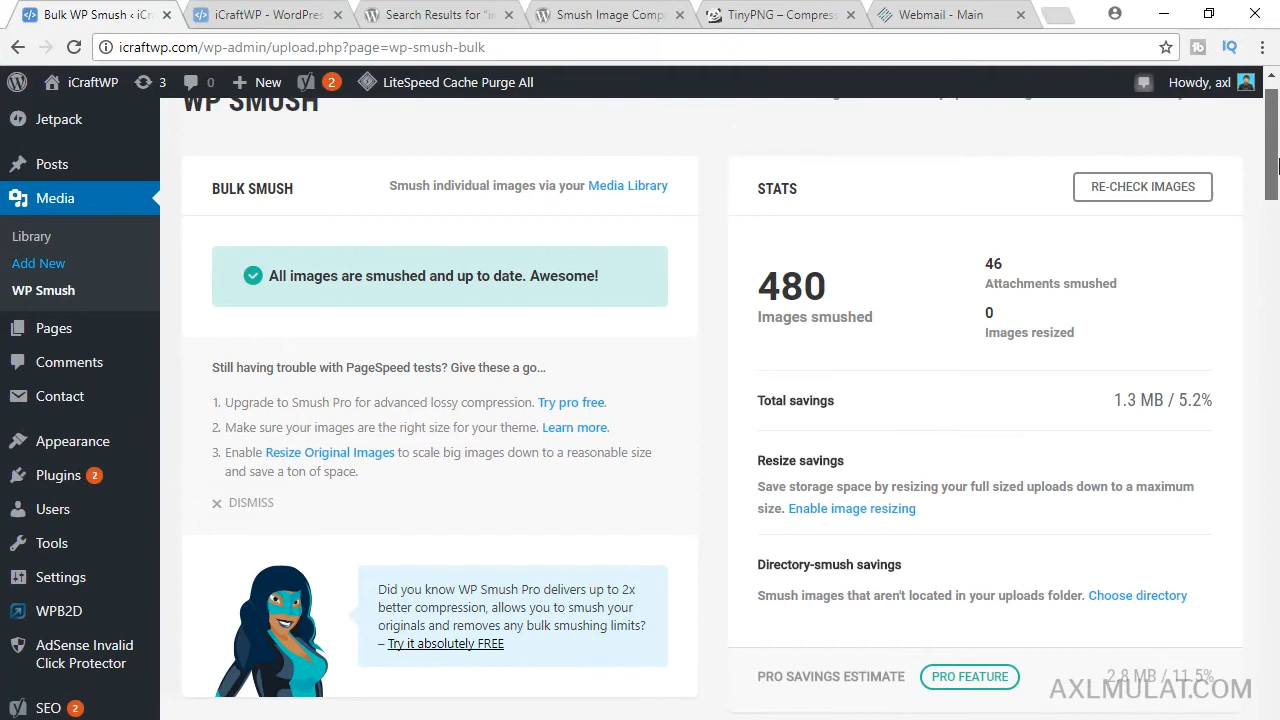 Bulk WP Smush ‹ iCr
iCraftWP - WordPres
Search Results for "in
Smush Image Comp
TinyPNG – Compress
Webmail - Main
icraftwp.com/wp-admin/upload.php?page=wp-smush-bulk
iCraftWP
3
0
New
2
LiteSpeed Cache Purge All
Howdy, axl
Jetpack
Posts
Media
Library
Add New
WP Smush
Pages
Comments
Contact
Appearance
Plugins 2
Users
Tools
Settings
WPB2D
AdSense Invalid
Click Protector
SEO 2
WP SMUSH
BULK SMUSH
Smush individual images via your Media Library
All images are smushed and up to date. Awesome!
Still having trouble with PageSpeed tests? Give these a go...
1. Upgrade to Smush Pro for advanced lossy compression. Try pro free.
2. Make sure your images are the right size for your theme. Learn more.
3. Enable Resize Original Images to scale big images down to a reasonable size
and save a ton of space.
DISMISS
Did you know WP Smush Pro delivers up to 2x
better compression, allows you to smush your
originals and removes any bulk smushing limits?
– Try it absolutely FREE
STATS
RE-CHECK IMAGES
480
Images smushed
46
Attachments smushed
0
Images resized
Total savings
1.3 MB / 5.2%
Resize savings
Save storage space by resizing your full sized uploads down to a maximum
size. Enable image resizing
Directory-smush savings
Smush images that aren't located in your uploads folder. Choose directory
PRO SAVINGS ESTIMATE
PRO FEATURE
2.8 MB / 11.5%
AXLMULAT.COM